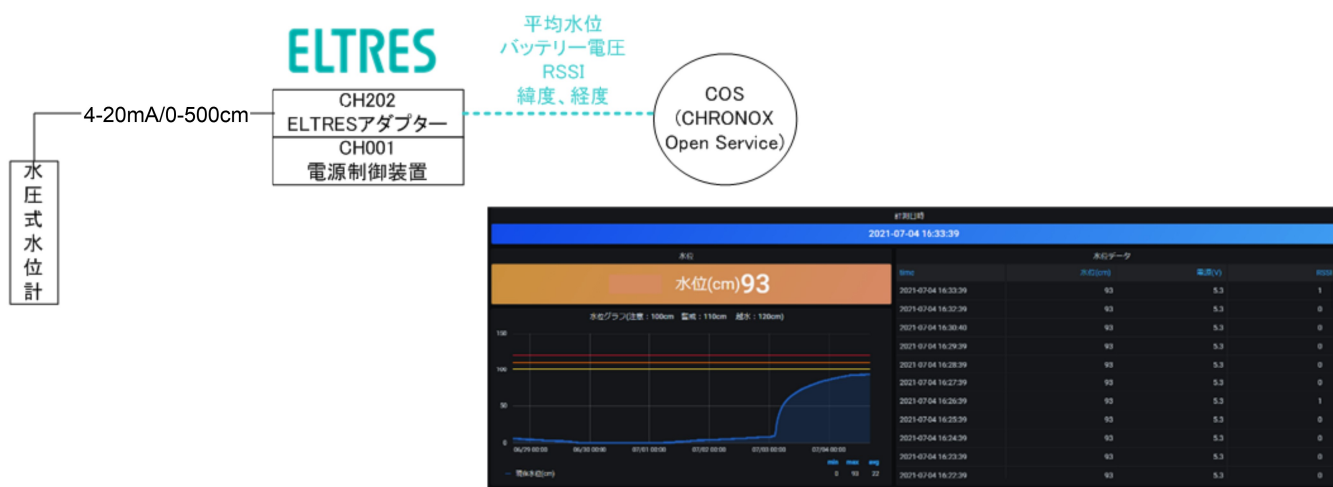 ELTRES
平均水位
バッテリー電圧
RSSI
緯度、経度
4-20mA/0-500cm
CH202
ELTRESアダプター
CH001
電源制御装置
COS
(CHRONOX
Open Service)
水圧式水位計
計測日時
2021-07-04 16:33:39
水位
水位(cm)93
水位グラフ(注意:100cm 警戒:110cm 越水:120cm)
150
100
50
0
06/29 00:00 06/30 00:00 07/01 00:00 07/02 00:00 07/03 00:00 07/04 00:00
min max avg
0 93 22
水位データ
time 水位(cm) 電源(V) RSSI
2021-07-04 16:33:39 93 5.3 1
2021-07-04 16:32:39 93 5.3 0
2021-07-04 16:30:40 93 5.3 0
2021-07-04 16:29:39 93 5.3 0
2021-07-04 16:28:39 93 5.3 0
2021-07-04 16:27:39 93 5.3 0
2021-07-04 16:26:39 93 5.3 1
2021-07-04 16:25:39 93 5.3 0
2021-07-04 16:24:39 93 5.3 0
2021-07-04 16:23:39 93 5.3 0
2021-07-04 16:22:39 93 5.3 0